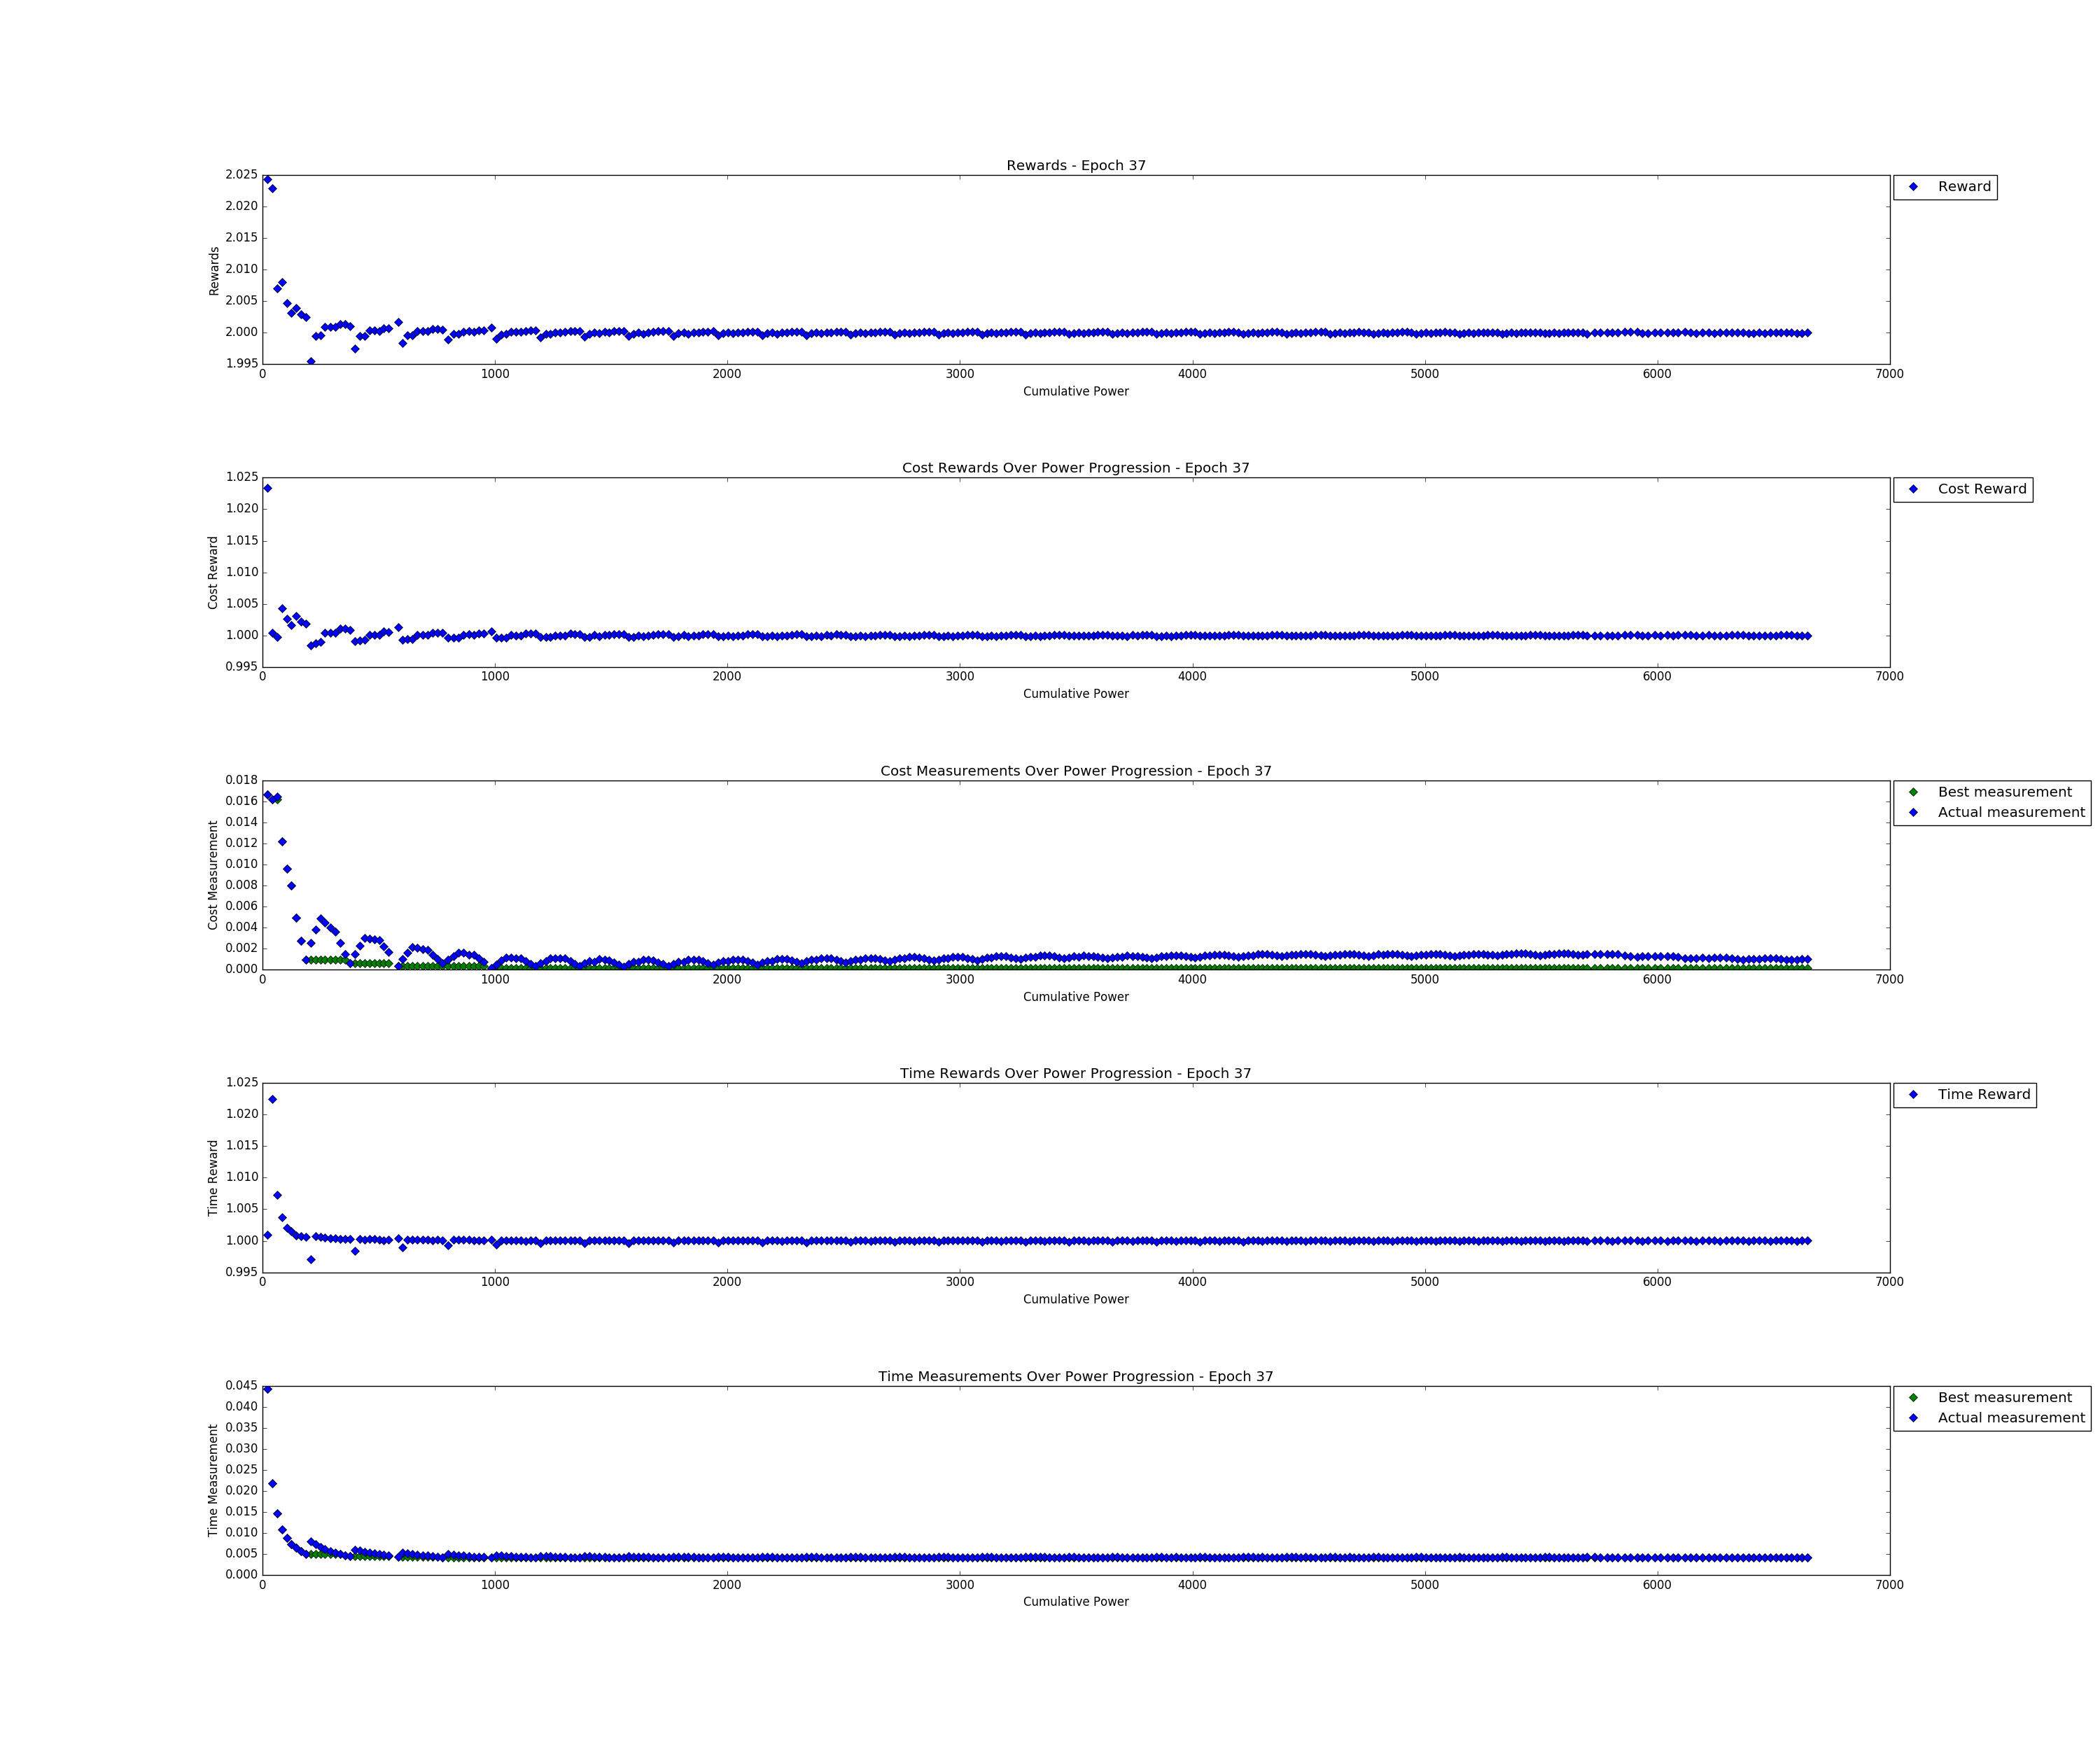 Rewards - Epoch 37
2.025
2.020
2.015
2.010
2.005
2.000
1.995
Rewards
0 1000 2000 3000 4000 5000 6000 7000
Cumulative Power
Reward
Cost Rewards Over Power Progression - Epoch 37
1.025
1.020
1.015
1.010
1.005
1.000
0.995
Cost Reward
0 1000 2000 3000 4000 5000 6000 7000
Cumulative Power
Cost Reward
Cost Measurements Over Power Progression - Epoch 37
0.018
0.016
0.014
0.012
0.010
0.008
0.006
0.004
0.002
0.000
Cost Measurement
0 1000 2000 3000 4000 5000 6000 7000
Cumulative Power
Best measurement
Actual measurement
Time Rewards Over Power Progression - Epoch 37
1.025
1.020
1.015
1.010
1.005
1.000
0.995
Time Reward
0 1000 2000 3000 4000 5000 6000 7000
Cumulative Power
Time Reward
Time Measurements Over Power Progression - Epoch 37
0.045
0.040
0.035
0.030
0.025
0.020
0.015
0.010
0.005
0.000
Time Measurement
0 1000 2000 3000 4000 5000 6000 7000
Cumulative Power
Best measurement
Actual measurement